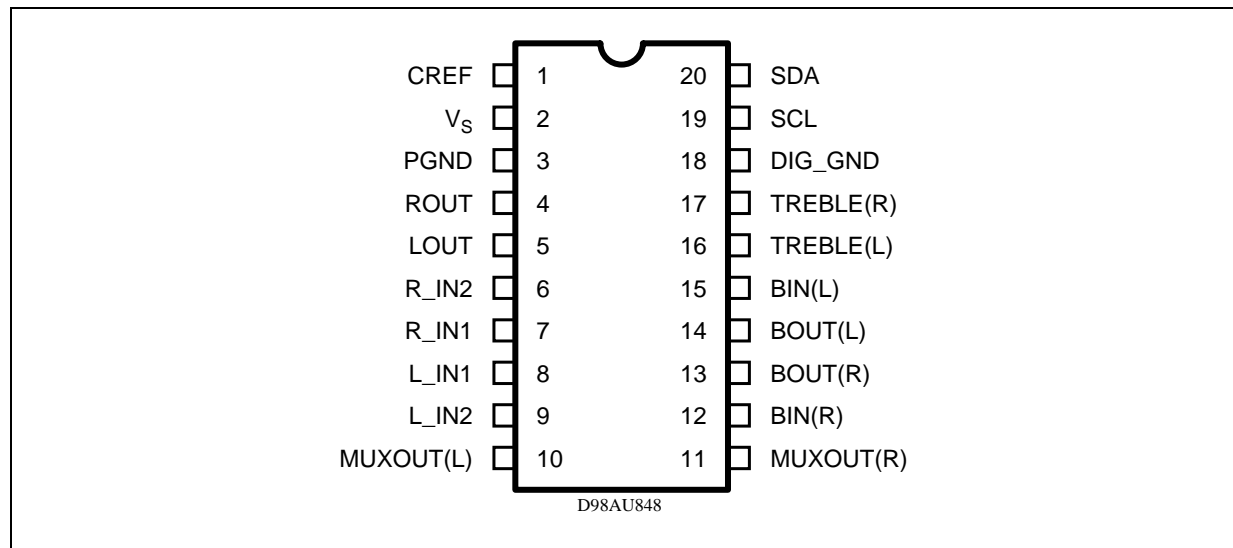 CREF 1 20 SDA
VS 2 19 SCL
PGND 3 18 DIG_GND
ROUT 4 17 TREBLE(R)
LOUT 5 16 TREBLE(L)
R_IN2 6 15 BIN(L)
R_IN1 7 14 BOUT(L)
L_IN1 8 13 BOUT(R)
L_IN2 9 12 BIN(R)
MUXOUT(L) 10 11 MUXOUT(R)
D98AU848